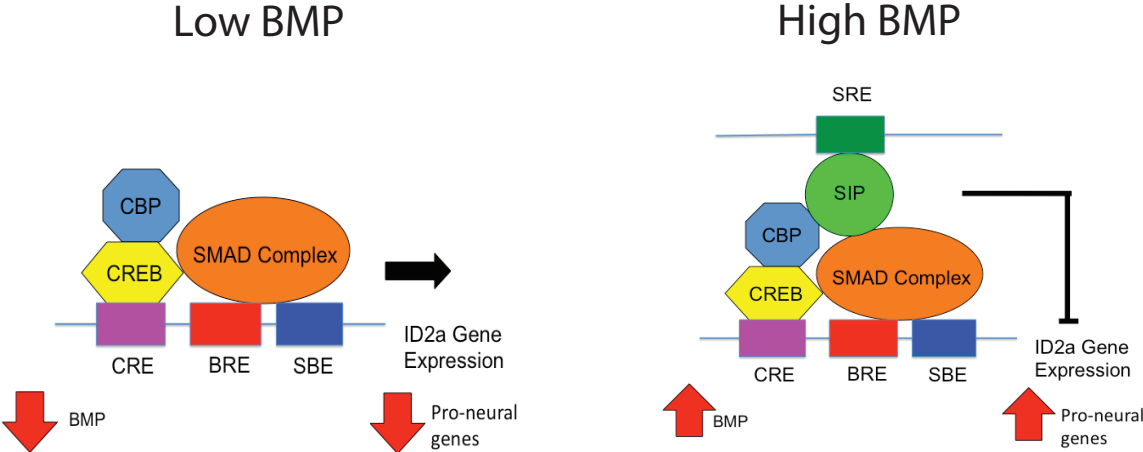 Low BMP
CBP
SMAD Complex
CREB
CRE
BRE
SBE
ID2a Gene
Expression
BMP
Pro-neural
genes
High BMP
SRE
SIP
CBP
SMAD Complex
CREB
CRE
BRE
SBE
ID2a Gene
Expression
BMP
Pro-neural
genes